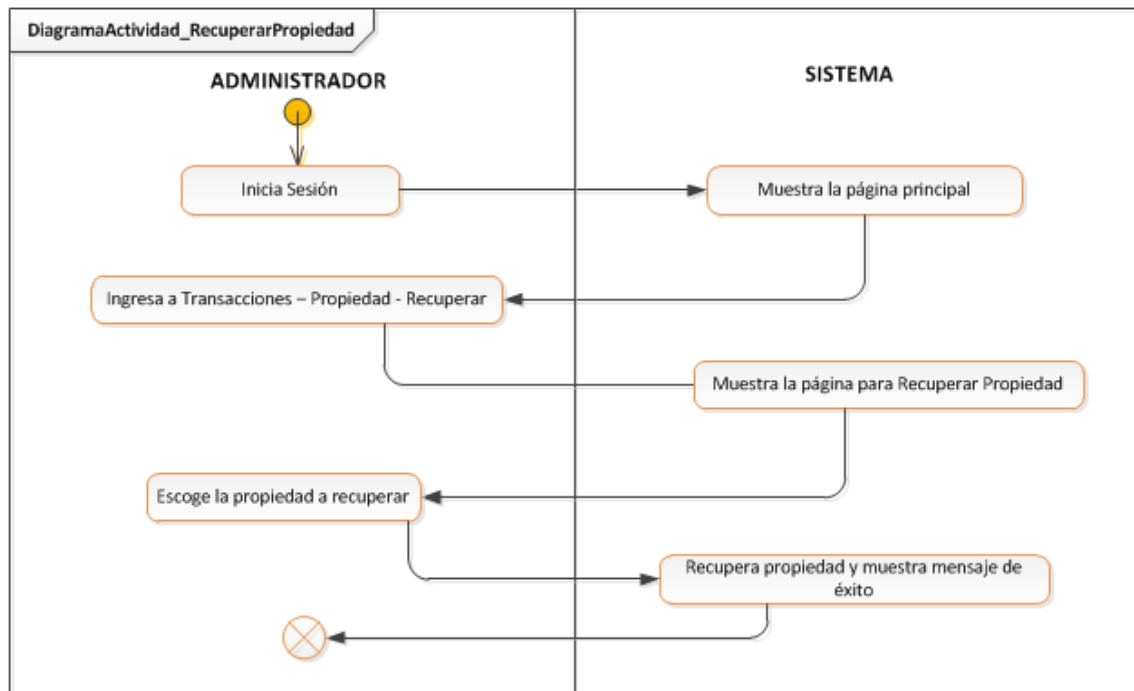 DiagramaActividad_RecuperarPropiedad
ADMINISTRADOR
SISTEMA
Inicia Sesión
Muestra la página principal
Ingresa a Transacciones – Propiedad - Recuperar
Muestra la página para Recuperar Propiedad
Escoge la propiedad a recuperar
Recupera propiedad y muestra mensaje de
éxito